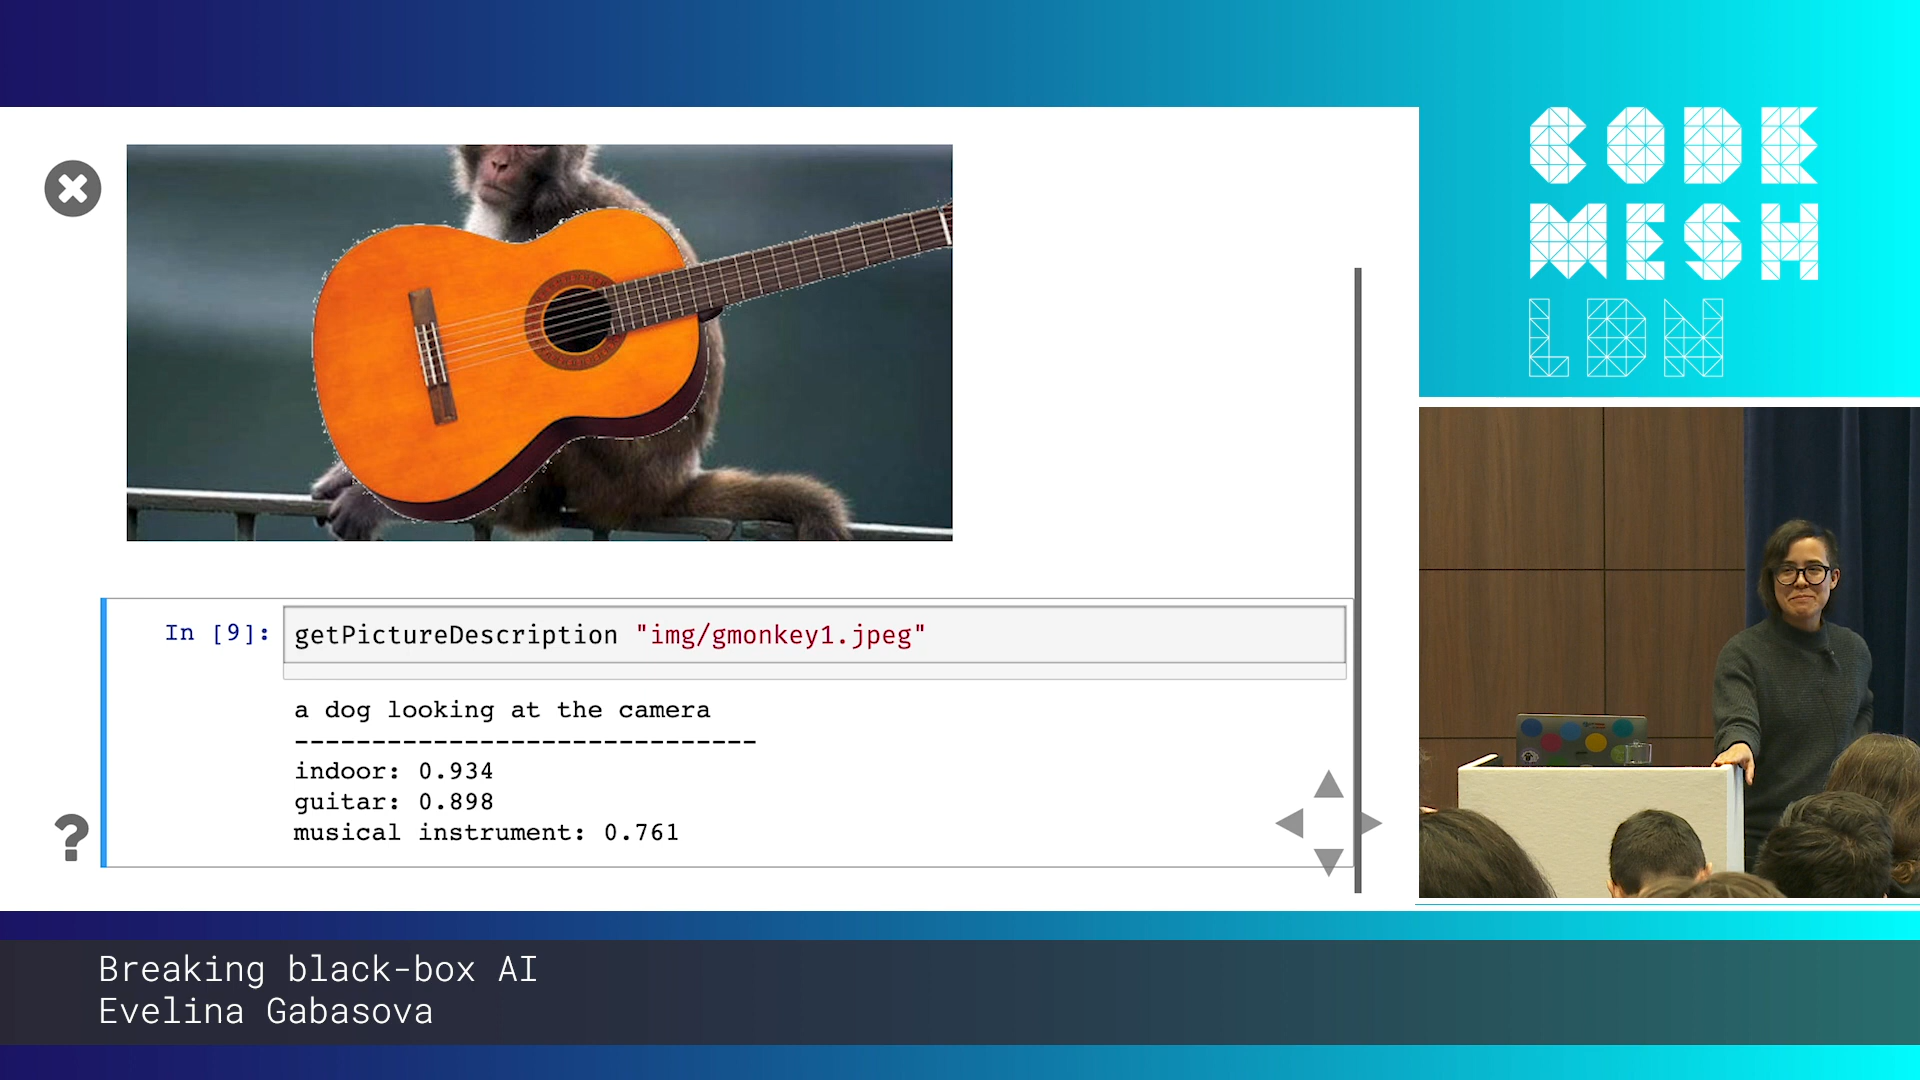 CODE
MESH
LDN
In [9]: getPictureDescription "img/gmonkey1.jpeg"
a dog looking at the camera
------------------------------
indoor: 0.934
guitar: 0.898
musical instrument: 0.761
?
Breaking black-box AI
Evelina Gabasova